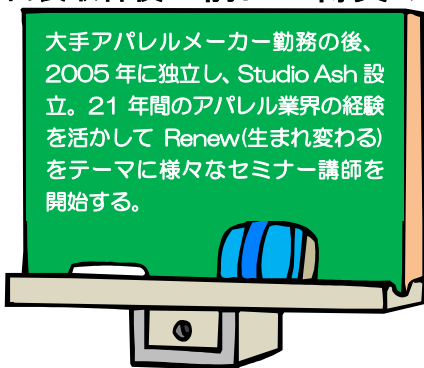 大手アパレルメーカー勤務の後、
2005 年に独立し、Studio Ash 設
立。21 年間のアパレル業界の経験
を活かして Renew(生まれ変わる)
をテーマに様々なセミナー講師を
開始する。